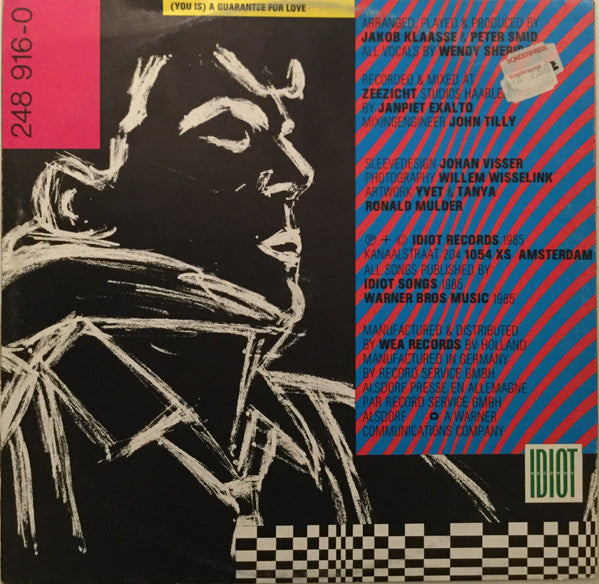 (YOU IS) A GUARANTEE FOR LOVE
248 916-0
ARRANGED, PLAYED & PRODUCED BY
JAKOB KLAASSE & PETER SMID
ALL VOCALS BY WENDY
SONDERPREIS
RECORDED & MIXED AT
ZEEZICHT STUDIOS HAARLE
BY JANPIET EXALTO
MIXINGENGINEER JOHN TILLY
SLEEVEDESIGN JOHAN VISSER
PHOTOGRAPHY WILLEM WISSELINK
ARTWORK YVET & TANYA
RONALD MULDER
℗ + © IDIOT RECORDS 1985
KANAALSTRAAT 204 1054 XS AMSTERDAM
ALL SONGS PUBLISHED BY
IDIOT SONGS 1985
WARNER BROS MUSIC 1985
MANUFACTURED & DISTRIBUTED
BY WEA RECORDS BV HOLLAND
MANUFACTURED IN GERMANY
BY RECORD SERVICE GMBH
ALSDORF PRESSE EN ALLEMAGNE
PAR RECORD SERVICE GMBH
ALSDORF A WARNER
COMMUNICATIONS COMPANY
IDIOT
RECORDS